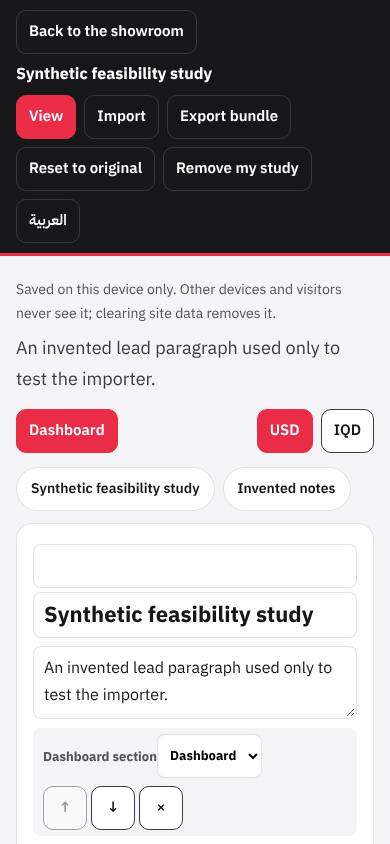 Back to the showroom
Synthetic feasibility study
View Import Export bundle
Reset to original Remove my study
العربية
Saved on this device only. Other devices and visitors
never see it; clearing site data removes it.
An invented lead paragraph used only to
test the importer.
Dashboard USD IQD
Synthetic feasibility study Invented notes
Synthetic feasibility study
An invented lead paragraph used only to
test the importer.
Dashboard section Dashboard
↑ ↓ ×